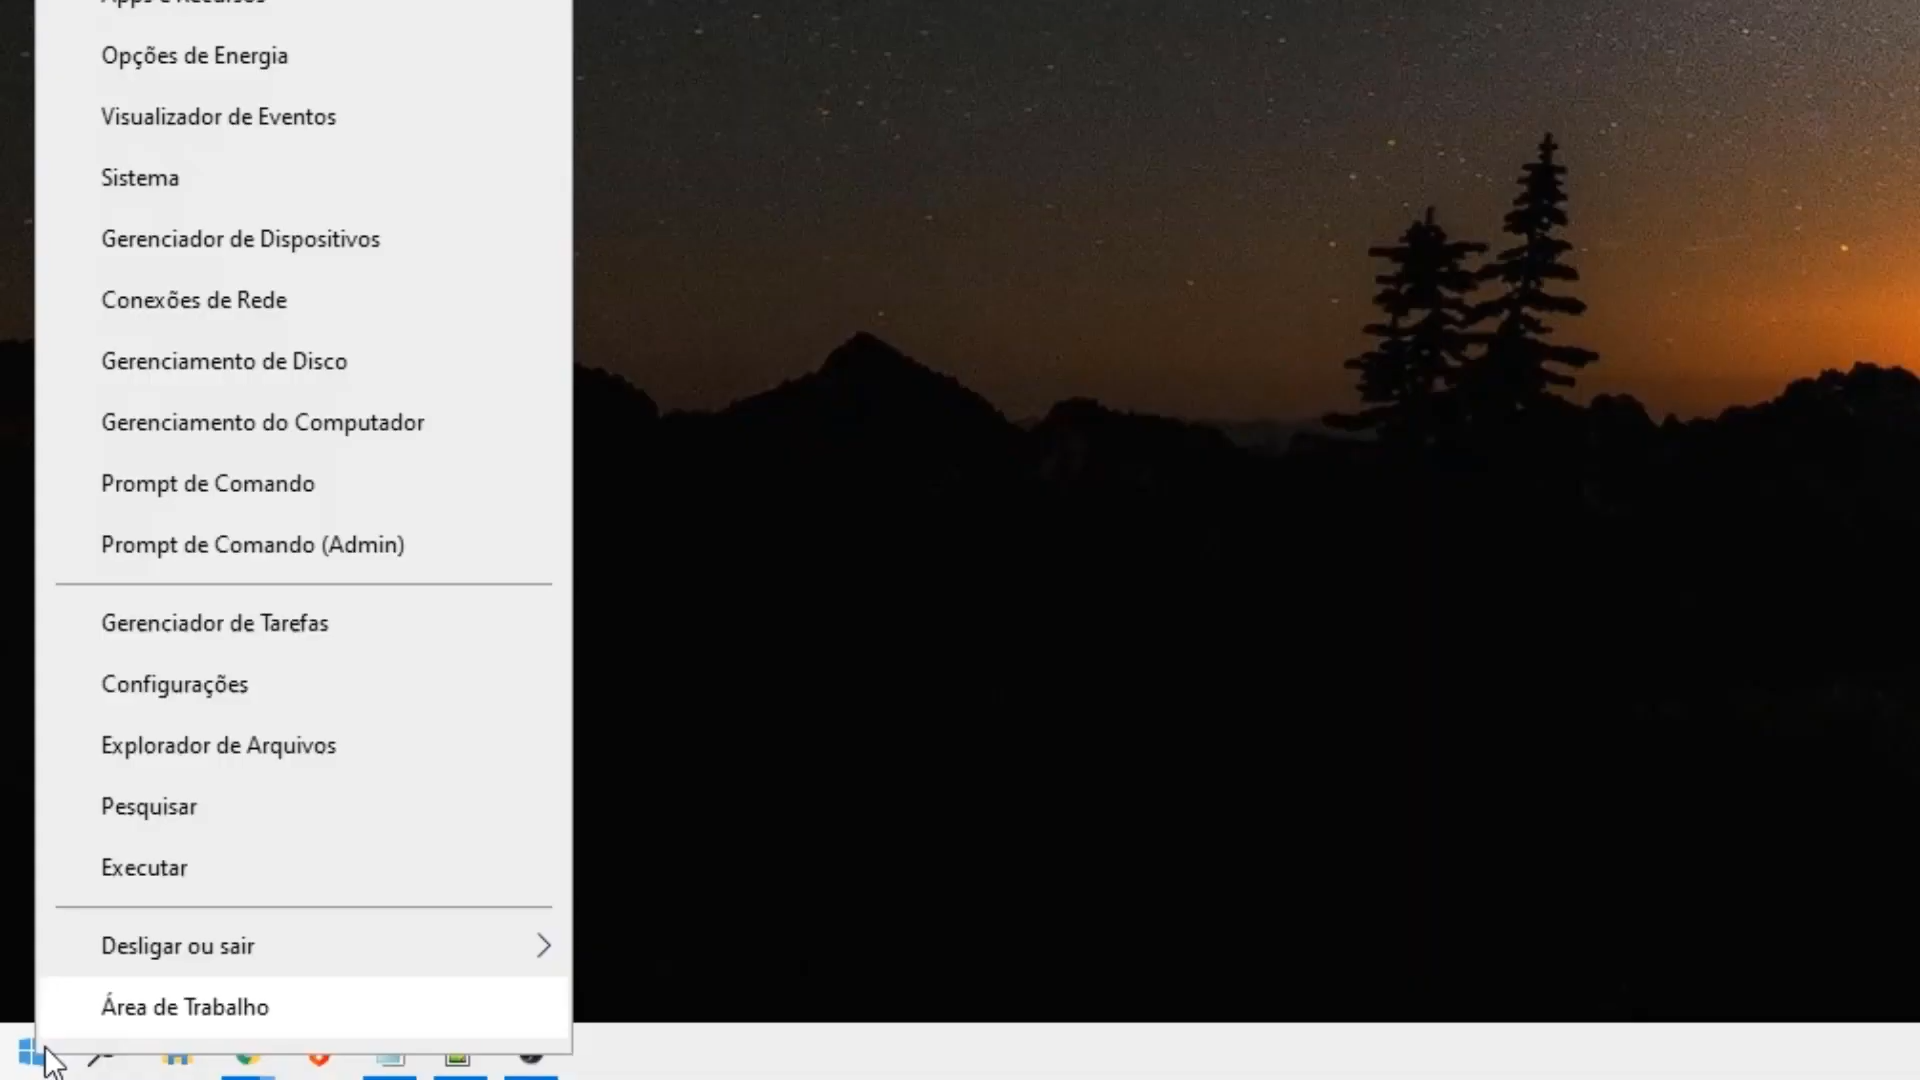 Apps e Recursos
Opções de Energia
Visualizador de Eventos
Sistema
Gerenciador de Dispositivos
Conexões de Rede
Gerenciamento de Disco
Gerenciamento do Computador
Prompt de Comando
Prompt de Comando (Admin)
Gerenciador de Tarefas
Configurações
Explorador de Arquivos
Pesquisar
Executar
Desligar ou sair
Área de Trabalho